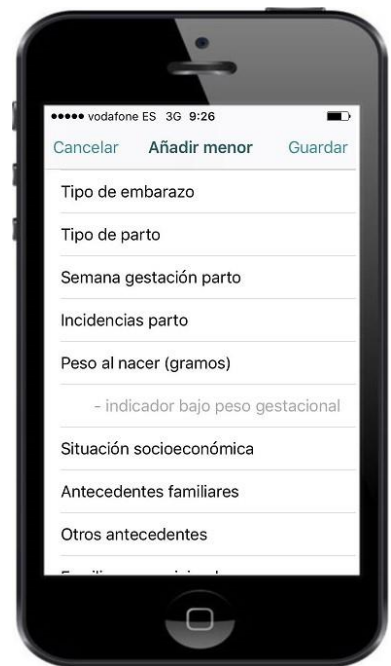 vodafone ES 3G 9:26
Cancelar Añadir menor Guardar
Tipo de embarazo
Tipo de parto
Semana gestación parto
Incidencias parto
Peso al nacer (gramos)
- indicador bajo peso gestacional
Situación socioeconómica
Antecedentes familiares
Otros antecedentes